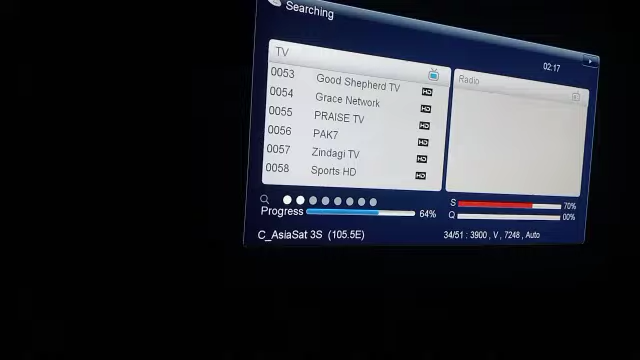 Searching
02:17
TV
0053 Good Shepherd TV HD
0054 Grace Network HD
0055 PRAISE TV HD
0056 PAK7 HD
0057 Zindagi TV HD
0058 Sports HD HD
Radio
Progress 64%
S 70%
Q 00%
C_AsiaSat 3S (105.5E)
34/51 : 3900 , V , 7248 , Auto